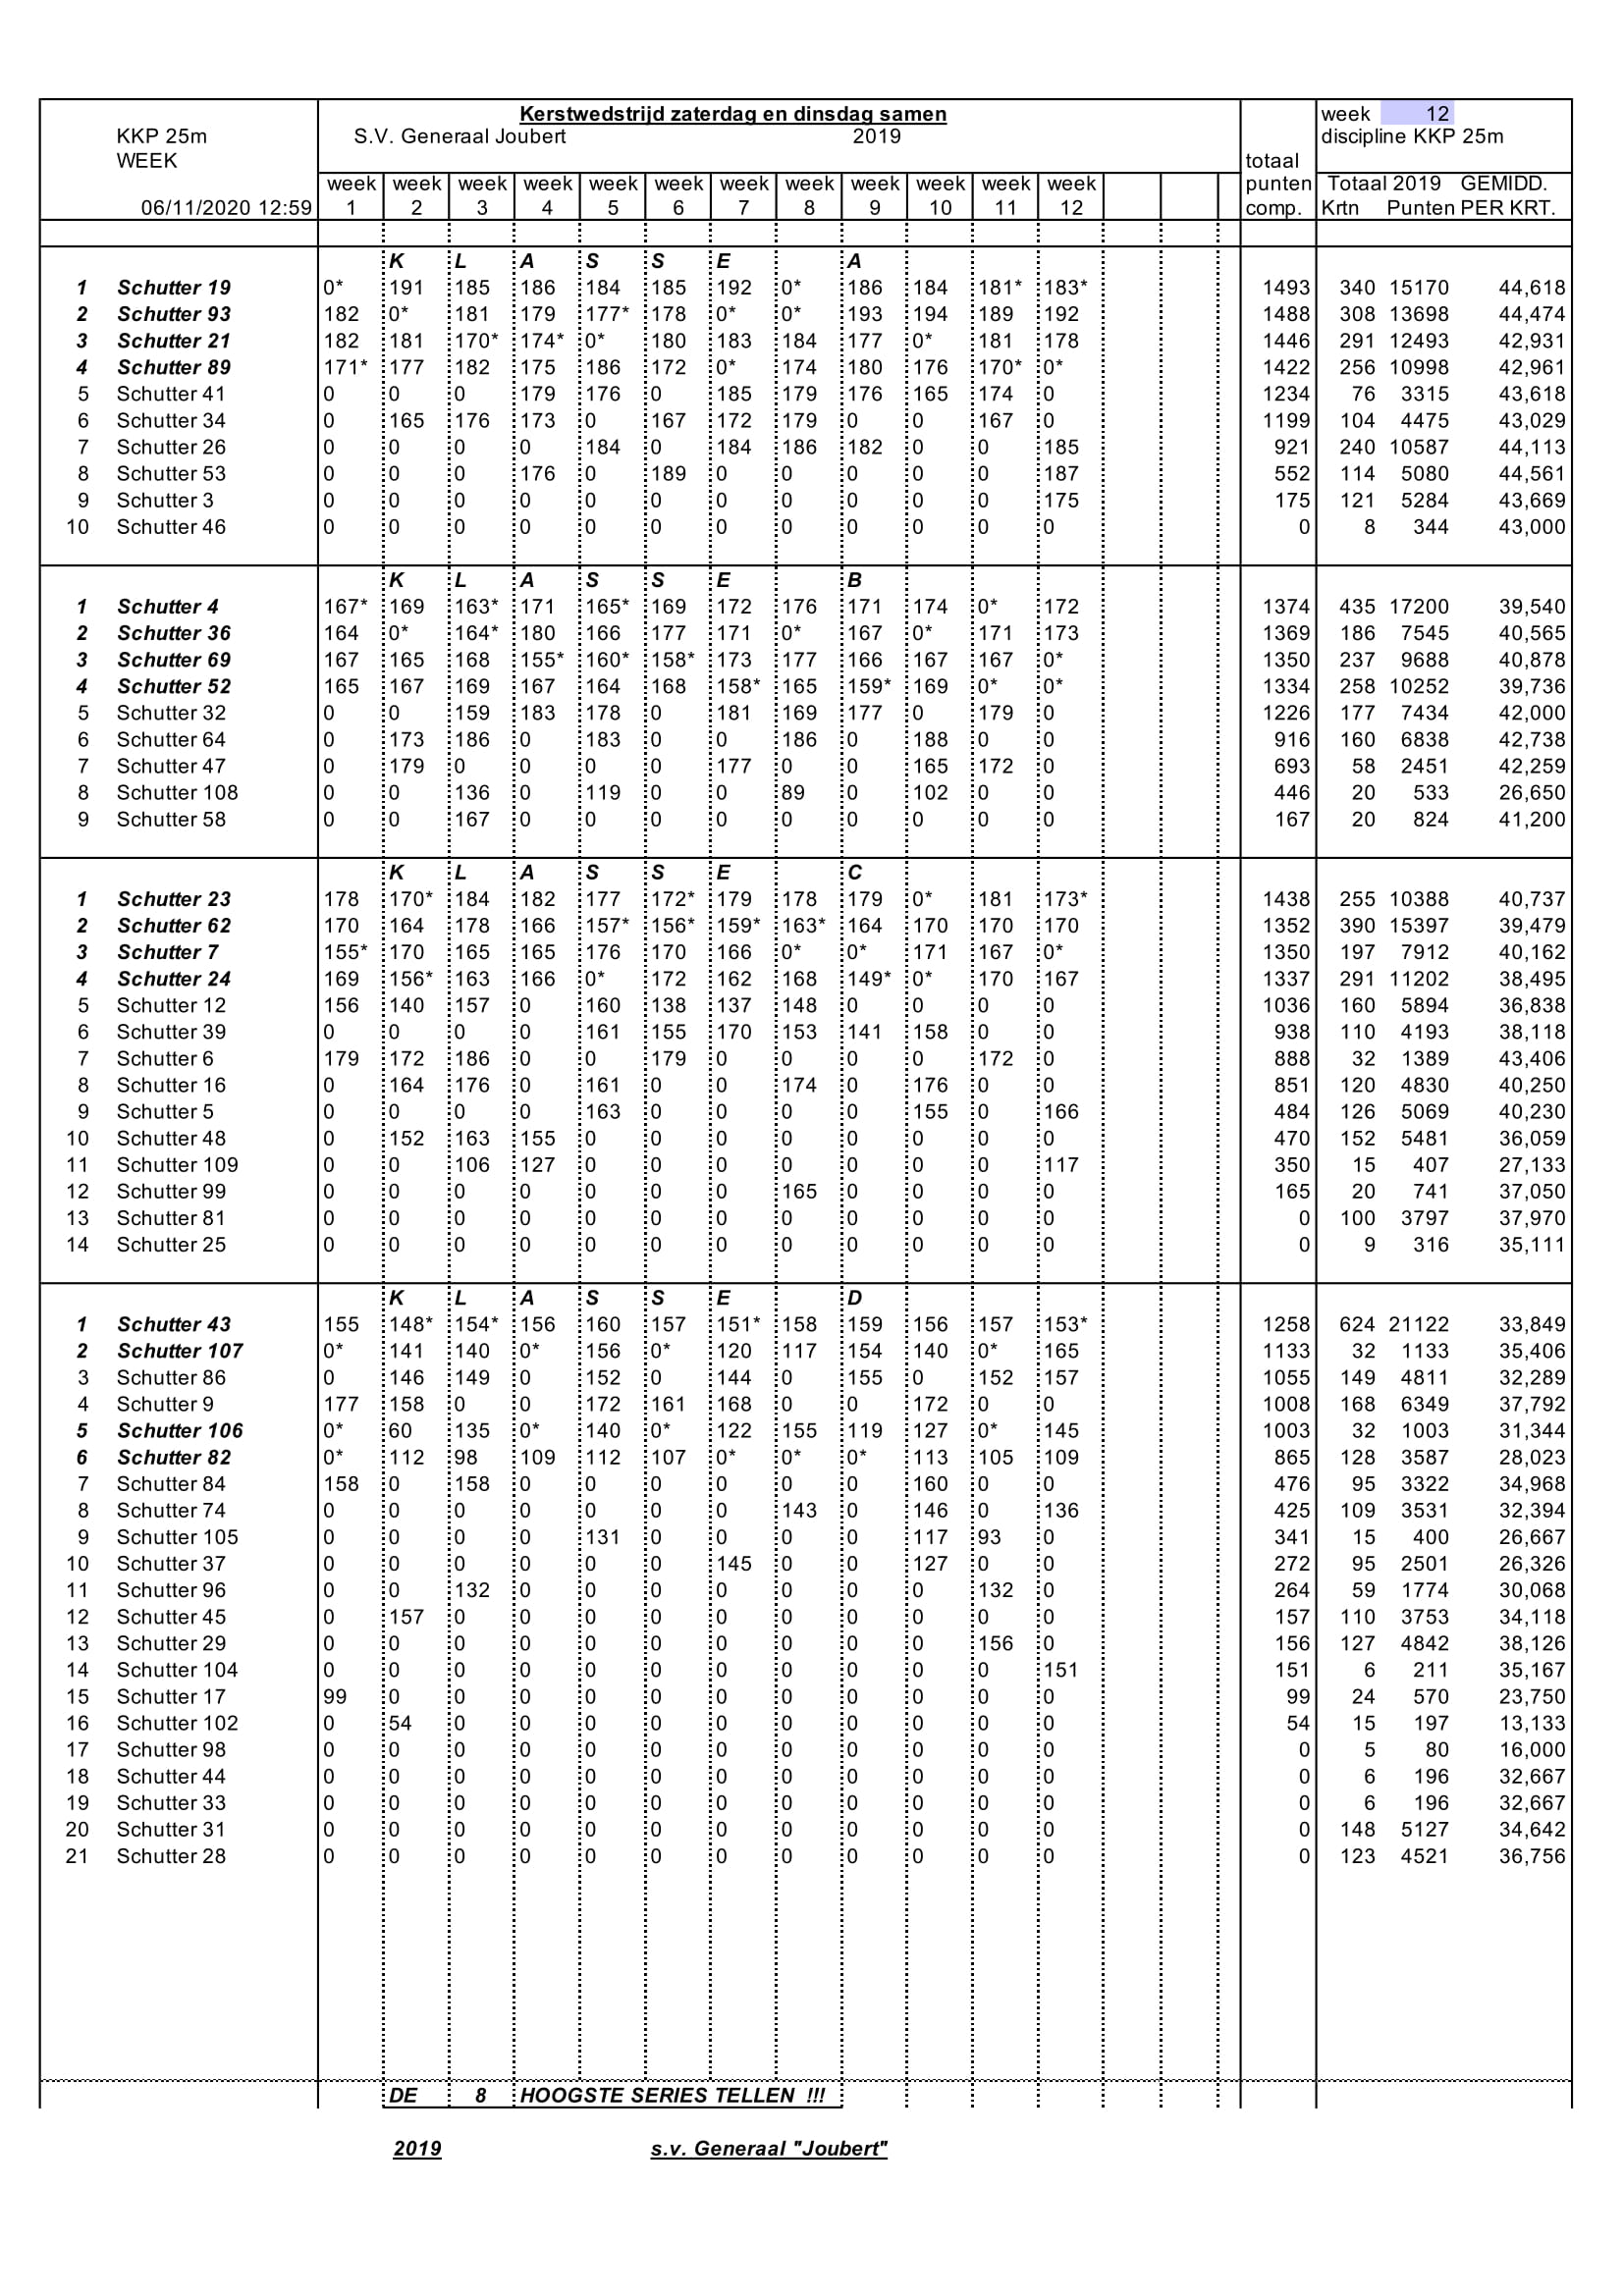 Kerstwedstrijd zaterdag en dinsdag samen week 12
KKP 25m S.V. Generaal Joubert 2019 discipline KKP 25m
WEEK totaal
week week week week week week week week week week week week punten Totaal 2019 GEMIDD.
06/11/2020 12:59 1 2 3 4 5 6 7 8 9 10 11 12 comp. Krtn Punten PER KRT.
K L A S S E A
1 Schutter 19 0* 191 185 186 184 185 192 0* 186 184 181* 183* 1493 340 15170 44,618
2 Schutter 93 182 0* 181 179 177* 178 0* 0* 193 194 189 192 1488 308 13698 44,474
3 Schutter 21 182 181 170* 174* 0* 180 183 184 177 0* 181 178 1446 291 12493 42,931
4 Schutter 89 171* 177 182 175 186 172 0* 174 180 176 170* 0* 1422 256 10998 42,961
5 Schutter 41 0 0 0 179 176 0 185 179 176 165 174 0 1234 76 3315 43,618
6 Schutter 34 0 165 176 173 0 167 172 179 0 0 167 0 1199 104 4475 43,029
7 Schutter 26 0 0 0 0 184 0 184 186 182 0 0 185 921 240 10587 44,113
8 Schutter 53 0 0 0 176 0 189 0 0 0 0 0 187 552 114 5080 44,561
9 Schutter 3 0 0 0 0 0 0 0 0 0 0 0 175 175 121 5284 43,669
10 Schutter 46 0 0 0 0 0 0 0 0 0 0 0 0 0 8 344 43,000
K L A S S E B
1 Schutter 4 167* 169 163* 171 165* 169 172 176 171 174 0* 172 1374 435 17200 39,540
2 Schutter 36 164 0* 164* 180 166 177 171 0* 167 0* 171 173 1369 186 7545 40,565
3 Schutter 69 167 165 168 155* 160* 158* 173 177 166 167 167 0* 1350 237 9688 40,878
4 Schutter 52 165 167 169 167 164 168 158* 165 159* 169 0* 0* 1334 258 10252 39,736
5 Schutter 32 0 0 159 183 178 0 181 169 177 0 179 0 1226 177 7434 42,000
6 Schutter 64 0 173 186 0 183 0 0 186 0 188 0 0 916 160 6838 42,738
7 Schutter 47 0 179 0 0 0 0 177 0 0 165 172 0 693 58 2451 42,259
8 Schutter 108 0 0 136 0 119 0 0 89 0 102 0 0 446 20 533 26,650
9 Schutter 58 0 0 167 0 0 0 0 0 0 0 0 0 167 20 824 41,200
K L A S S E C
1 Schutter 23 178 170* 184 182 177 172* 179 178 179 0* 181 173* 1438 255 10388 40,737
2 Schutter 62 170 164 178 166 157* 156* 159* 163* 164 170 170 170 1352 390 15397 39,479
3 Schutter 7 155* 170 165 165 176 170 166 0* 0* 171 167 0* 1350 197 7912 40,162
4 Schutter 24 169 156* 163 166 0* 172 162 168 149* 0* 170 167 1337 291 11202 38,495
5 Schutter 12 156 140 157 0 160 138 137 148 0 0 0 0 1036 160 5894 36,838
6 Schutter 39 0 0 0 0 161 155 170 153 141 158 0 0 938 110 4193 38,118
7 Schutter 6 179 172 186 0 0 179 0 0 0 0 172 0 888 32 1389 43,406
8 Schutter 16 0 164 176 0 161 0 0 174 0 176 0 0 851 120 4830 40,250
9 Schutter 5 0 0 0 0 163 0 0 0 0 155 0 166 484 126 5069 40,230
10 Schutter 48 0 152 163 155 0 0 0 0 0 0 0 0 470 152 5481 36,059
11 Schutter 109 0 0 106 127 0 0 0 0 0 0 0 117 350 15 407 27,133
12 Schutter 99 0 0 0 0 0 0 0 165 0 0 0 0 165 20 741 37,050
13 Schutter 81 0 0 0 0 0 0 0 0 0 0 0 0 0 100 3797 37,970
14 Schutter 25 0 0 0 0 0 0 0 0 0 0 0 0 0 9 316 35,111
K L A S S E D
1 Schutter 43 155 148* 154* 156 160 157 151* 158 159 156 157 153* 1258 624 21122 33,849
2 Schutter 107 0* 141 140 0* 156 0* 120 117 154 140 0* 165 1133 32 1133 35,406
3 Schutter 86 0 146 149 0 152 0 144 0 155 0 152 157 1055 149 4811 32,289
4 Schutter 9 177 158 0 0 172 161 168 0 0 172 0 0 1008 168 6349 37,792
5 Schutter 106 0* 60 135 0* 140 0* 122 155 119 127 0* 145 1003 32 1003 31,344
6 Schutter 82 0* 112 98 109 112 107 0* 0* 0* 113 105 109 865 128 3587 28,023
7 Schutter 84 158 0 158 0 0 0 0 0 0 160 0 0 476 95 3322 34,968
8 Schutter 74 0 0 0 0 0 0 0 143 0 146 0 136 425 109 3531 32,394
9 Schutter 105 0 0 0 0 131 0 0 0 0 117 93 0 341 15 400 26,667
10 Schutter 37 0 0 0 0 0 0 145 0 0 127 0 0 272 95 2501 26,326
11 Schutter 96 0 0 132 0 0 0 0 0 0 0 132 0 264 59 1774 30,068
12 Schutter 45 0 157 0 0 0 0 0 0 0 0 0 0 157 110 3753 34,118
13 Schutter 29 0 0 0 0 0 0 0 0 0 0 156 0 156 127 4842 38,126
14 Schutter 104 0 0 0 0 0 0 0 0 0 0 0 151 151 6 211 35,167
15 Schutter 17 99 0 0 0 0 0 0 0 0 0 0 0 99 24 570 23,750
16 Schutter 102 0 54 0 0 0 0 0 0 0 0 0 0 54 15 197 13,133
17 Schutter 98 0 0 0 0 0 0 0 0 0 0 0 0 0 5 80 16,000
18 Schutter 44 0 0 0 0 0 0 0 0 0 0 0 0 0 6 196 32,667
19 Schutter 33 0 0 0 0 0 0 0 0 0 0 0 0 0 6 196 32,667
20 Schutter 31 0 0 0 0 0 0 0 0 0 0 0 0 0 148 5127 34,642
21 Schutter 28 0 0 0 0 0 0 0 0 0 0 0 0 0 123 4521 36,756
DE 8 HOOGSTE SERIES TELLEN !!!
2019 s.v. Generaal "Joubert"